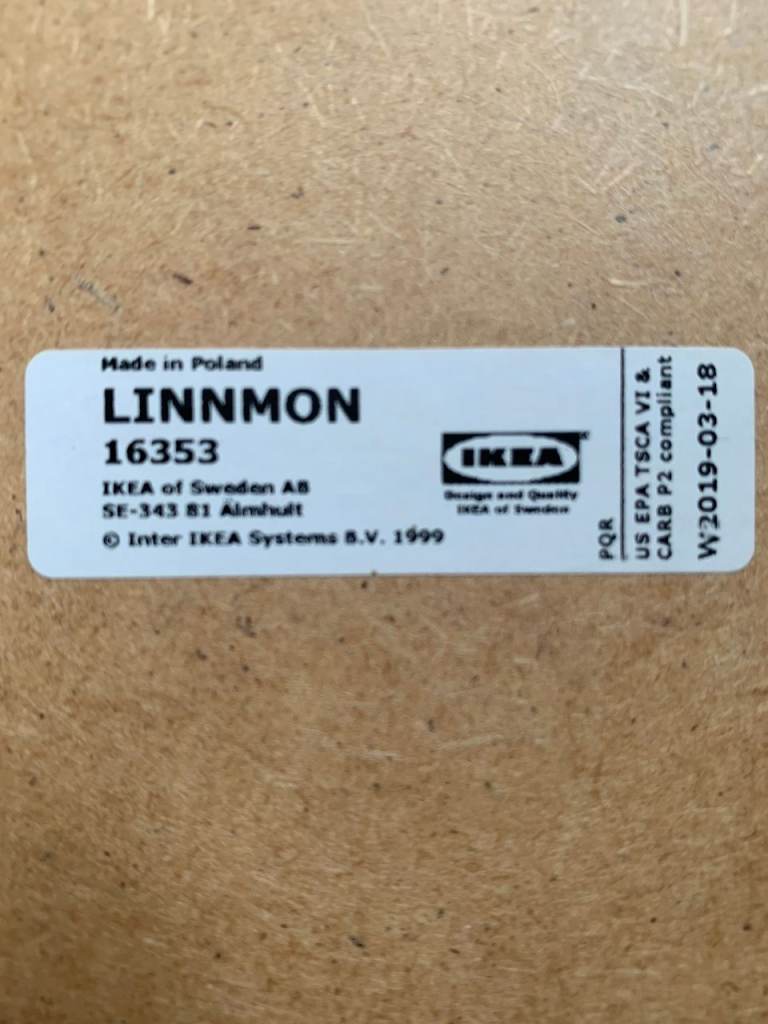 Made in Poland
LINNMON
16353
IKEA of Sweden AB
SE-343 81 Älmhult
© Inter IKEA Systems B.V. 1999
IKEA
Design and Quality
IKEA of Sweden
PQR
US EPA TSCA VI &
CARB P2 compliant
W2019-03-18